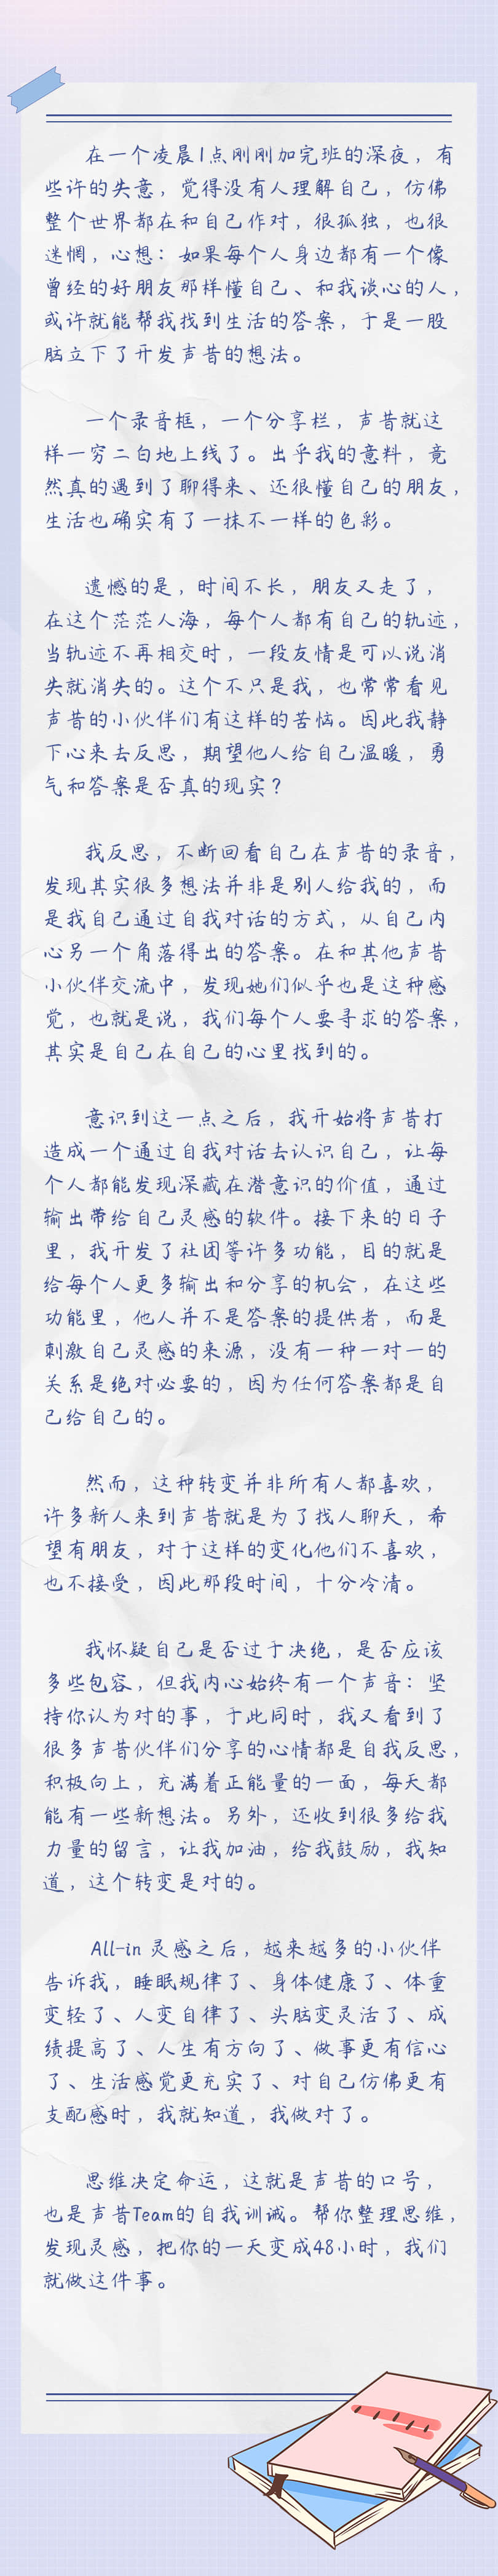 在一个凌晨1点刚刚加完班的深夜，有
些许的失意，觉得没有人理解自己，仿佛
整个世界都在和自己作对，很孤独，也很
迷惘，心想：如果每个人身边都有一个像
曾经的好朋友那样懂自己、和我谈心的人，
或许就能帮我找到生活的答案，于是一股
脑立下了开发声昔的想法。
一个录音框，一个分享栏，声昔就这
样一穷二白地上线了。出乎我的意料，竟
然真的遇到了聊得来、还很懂自己的朋友，
生活也确实有了一抹不一样的色彩。
遗憾的是，时间不长，朋友又走了，
在这个茫茫人海，每个人都有自己的轨迹，
当轨迹不再相交时，一段友情是可以说消
失就消失的。这个不只是我，也常常看见
声昔的小伙伴们有这样的苦恼。因此我静
下心来去反思，期望他人给自己温暖，勇
气和答案是否真的现实？
我反思，不断回看自己在声昔的录音，
发现其实很多想法并非是别人给我的，而
是我自己通过自我对话的方式，从自己内
心另一个角落得出的答案。在和其他声昔
小伙伴交流中，发现她们似乎也是这种感
觉，也就是说，我们每个人要寻求的答案，
其实是自己在自己的心里找到的。
意识到这一点之后，我开始将声昔打
造成一个通过自我对话去认识自己，让每
个人都能发现深藏在潜意识的价值，通过
输出带给自己灵感的软件。接下来的日子
里，我开发了社团等许多功能，目的就是
给每个人更多输出和分享的机会，在这些
功能里，他人并不是答案的提供者，而是
刺激自己灵感的来源，没有一种一对一的
关系是绝对必要的，因为任何答案都是自
己给自己的。
然而，这种转变并非所有人都喜欢，
许多新人来到声昔就是为了找人聊天，希
望有朋友，对于这样的变化他们不喜欢，
也不接受，因此那段时间，十分冷清。
我怀疑自己是否过于决绝，是否应该
多些包容，但我内心始终有一个声音：坚
持你认为对的事，于此同时，我又看到了
很多声昔伙伴们分享的心情都是自我反思，
积极向上，充满着正能量的一面，每天都
能有一些新想法。另外，还收到很多给我
力量的留言，让我加油，给我鼓励，我知
道，这个转变是对的。
All-in 灵感之后，越来越多的小伙伴
告诉我，睡眠规律了、身体健康了、体重
变轻了、人变自律了、头脑变灵活了、成
绩提高了、人生有方向了、做事更有信心
了、生活感觉更充实了、对自己仿佛更有
支配感时，我就知道，我做对了。
思维决定命运，这就是声昔的口号，
也是声昔Team的自我训诫。帮你整理思维，
发现灵感，把你的一天变成48小时，我们
就做这件事。